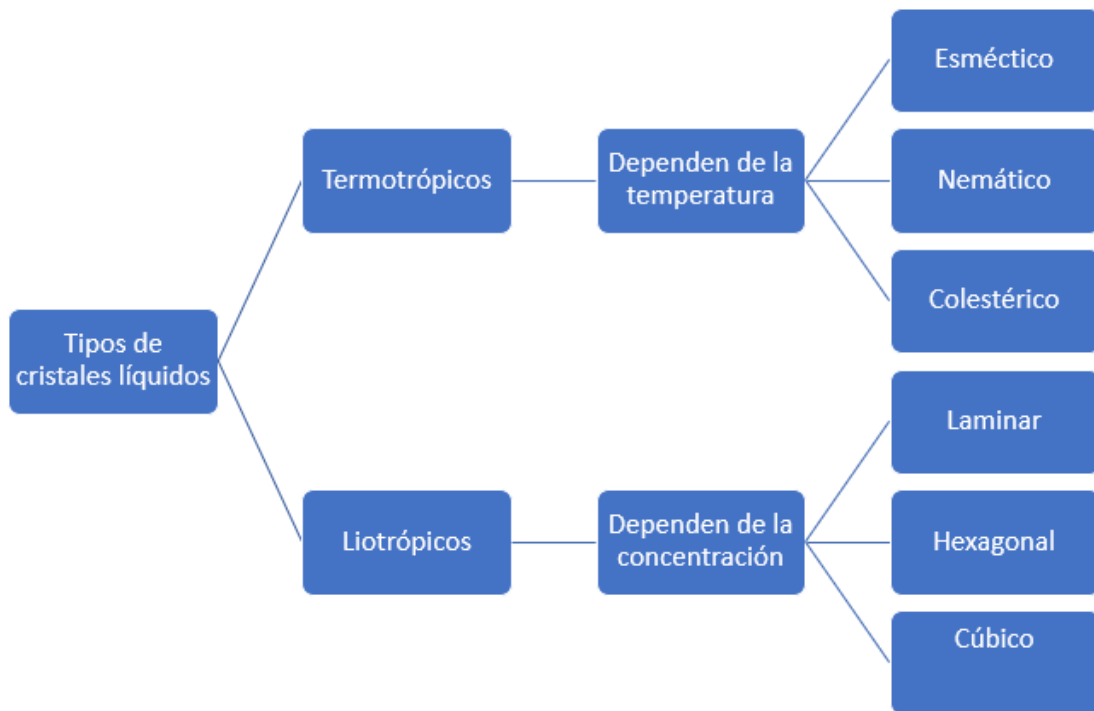 Tipos de
cristales líquidos
Termotrópicos
Dependen de la
temperatura
Esméctico
Nemático
Colestérico
Liotrópicos
Dependen de la
concentración
Laminar
Hexagonal
Cúbico